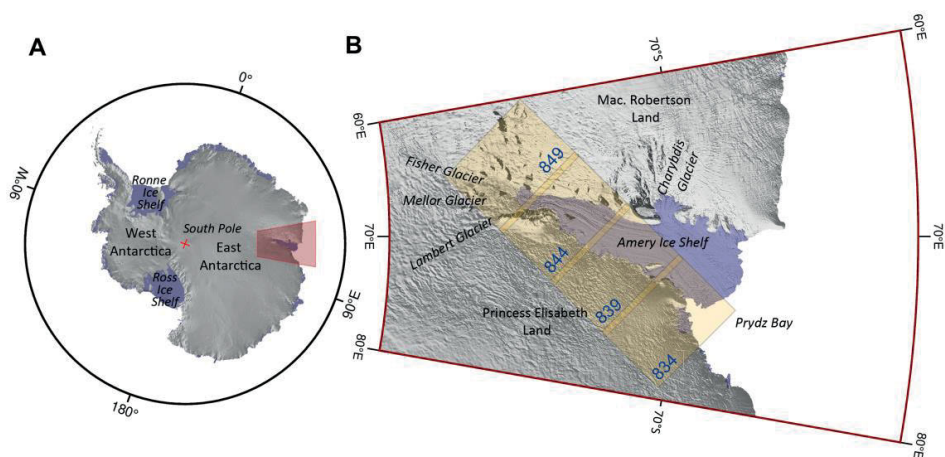 A
0°
90°W
Ronne
Ice
Shelf
South Pole
West
Antarctica
East
Antarctica
Ross
Ice
Shelf
90°E
180°
B
60°E
70°S
60°E
Mac. Robertson
Land
Fisher Glacier
849
Charybdis
Glacier
Mellor Glacier
Lambert Glacier
70°E
Amery Ice Shelf
70°E
844
Princess Elisabeth
Land
839
Prydz Bay
80°E
834
70°S
80°E